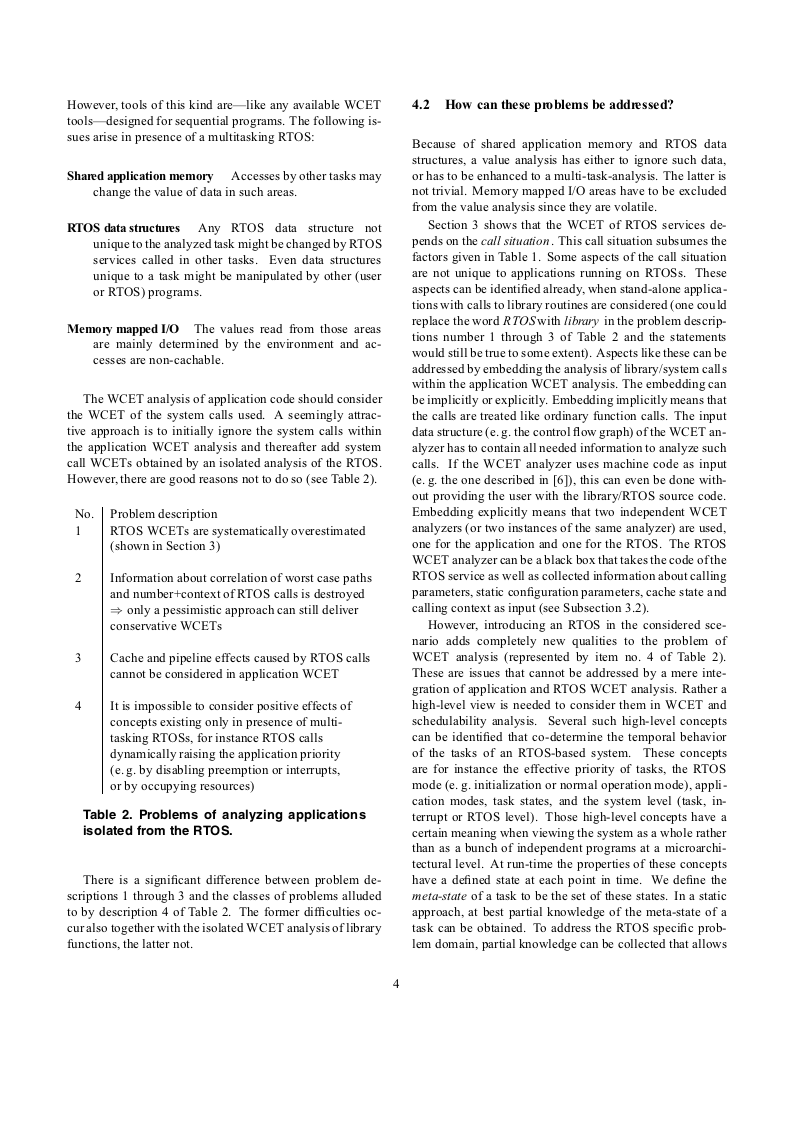 However, tools of this kind are—like any available WCET
tools—designed for sequential programs. The following is-
sues arise in presence of a multitasking RTOS:
Shared application memory Accesses by other tasks may
change the value of data in such areas.
RTOS data structures Any RTOS data structure not
unique to the analyzed task might be changed by RTOS
services called in other tasks. Even data structures
unique to a task might be manipulated by other (user
or RTOS) programs.
Memory mapped I/O The values read from those areas
are mainly determined by the environment and ac-
cesses are non-cachable.
The WCET analysis of application code should consider
the WCET of the system calls used. A seemingly attrac-
tive approach is to initially ignore the system calls within
the application WCET analysis and thereafter add system
call WCETs obtained by an isolated analysis of the RTOS.
However, there are good reasons not to do so (see Table 2).
No. Problem description
1 RTOS WCETs are systematically overestimated
(shown in Section 3)
2 Information about correlation of worst case paths
and number+context of RTOS calls is destroyed
⇒ only a pessimistic approach can still deliver
conservative WCETs
3 Cache and pipeline effects caused by RTOS calls
cannot be considered in application WCET
4 It is impossible to consider positive effects of
concepts existing only in presence of multi-
tasking RTOSs, for instance RTOS calls
dynamically raising the application priority
(e. g. by disabling preemption or interrupts,
or by occupying resources)
Table 2. Problems of analyzing applications
isolated from the RTOS.
There is a significant difference between problem de-
scriptions 1 through 3 and the classes of problems alluded
to by description 4 of Table 2. The former difficulties oc-
cur also together with the isolated WCET analysis of library
functions, the latter not.
4.2 How can these problems be addressed?
Because of shared application memory and RTOS data
structures, a value analysis has either to ignore such data,
or has to be enhanced to a multi-task-analysis. The latter is
not trivial. Memory mapped I/O areas have to be excluded
from the value analysis since they are volatile.
Section 3 shows that the WCET of RTOS services de-
pends on the call situation. This call situation subsumes the
factors given in Table 1. Some aspects of the call situation
are not unique to applications running on RTOSs. These
aspects can be identified already, when stand-alone applica-
tions with calls to library routines are considered (one could
replace the word RTOS with library in the problem descrip-
tions number 1 through 3 of Table 2 and the statements
would still be true to some extent). Aspects like these can be
addressed by embedding the analysis of library/system calls
within the application WCET analysis. The embedding can
be implicitly or explicitly. Embedding implicitly means that
the calls are treated like ordinary function calls. The input
data structure (e. g. the control flow graph) of the WCET an-
alyzer has to contain all needed information to analyze such
calls. If the WCET analyzer uses machine code as input
(e. g. the one described in [6]), this can even be done with-
out providing the user with the library/RTOS source code.
Embedding explicitly means that two independent WCET
analyzers (or two instances of the same analyzer) are used,
one for the application and one for the RTOS. The RTOS
WCET analyzer can be a black box that takes the code of the
RTOS service as well as collected information about calling
parameters, static configuration parameters, cache state and
calling context as input (see Subsection 3.2).
However, introducing an RTOS in the considered sce-
nario adds completely new qualities to the problem of
WCET analysis (represented by item no. 4 of Table 2).
These are issues that cannot be addressed by a mere inte-
gration of application and RTOS WCET analysis. Rather a
high-level view is needed to consider them in WCET and
schedulability analysis. Several such high-level concepts
can be identified that co-determine the temporal behavior
of the tasks of an RTOS-based system. These concepts
are for instance the effective priority of tasks, the RTOS
mode (e. g. initialization or normal operation mode), appli-
cation modes, task states, and the system level (task, in-
terrupt or RTOS level). Those high-level concepts have a
certain meaning when viewing the system as a whole rather
than as a bunch of independent programs at a microarchi-
tectural level. At run-time the properties of these concepts
have a defined state at each point in time. We define the
meta-state of a task to be the set of these states. In a static
approach, at best partial knowledge of the meta-state of a
task can be obtained. To address the RTOS specific prob-
lem domain, partial knowledge can be collected that allows
4